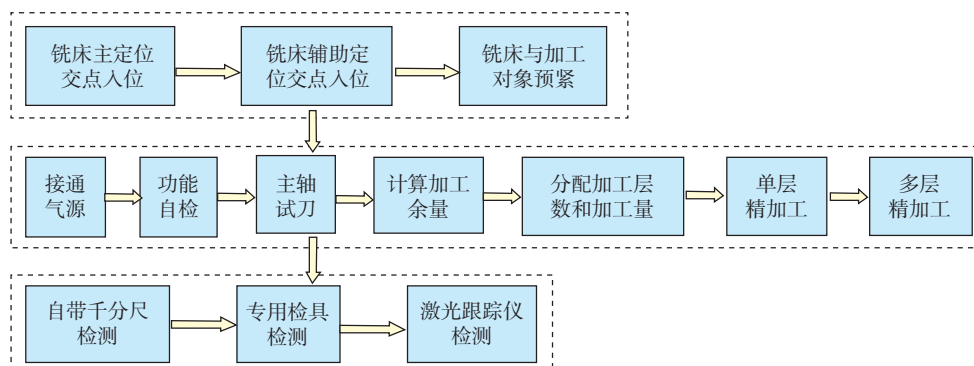 铣床主定位
交点入位
铣床辅助定
位交点入位
铣床与加工
对象预紧
接通
气源
功能
自检
主轴
试刀
计算加工
余量
分配加工层
数和加工量
单层
精加工
多层
精加工
自带千分尺
检测
专用检具
检测
激光跟踪仪
检测